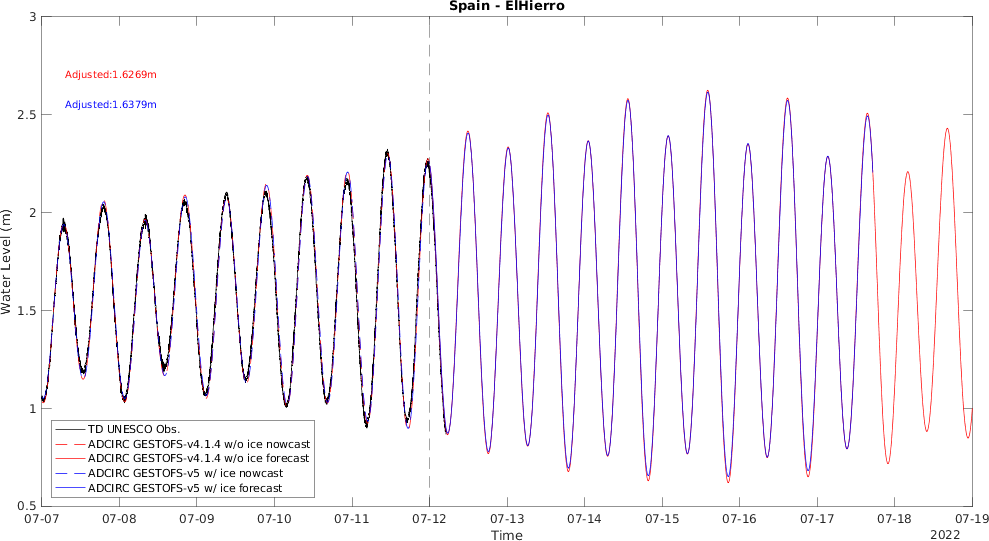 Spain - ElHierro
3
Adjusted:1.6269m
Adjusted:1.6379m
2.5
2
Water Level (m)
1.5
1
TD UNESCO Obs.
ADCIRC GESTOFS-v4.1.4 w/o ice nowcast
ADCIRC GESTOFS-v4.1.4 w/o ice forecast
ADCIRC GESTOFS-v5 w/ ice nowcast
ADCIRC GESTOFS-v5 w/ ice forecast
0.5
07-07 07-08 07-09 07-10 07-11 07-12 07-13 07-14 07-15 07-16 07-17 07-18 07-19
Time
2022